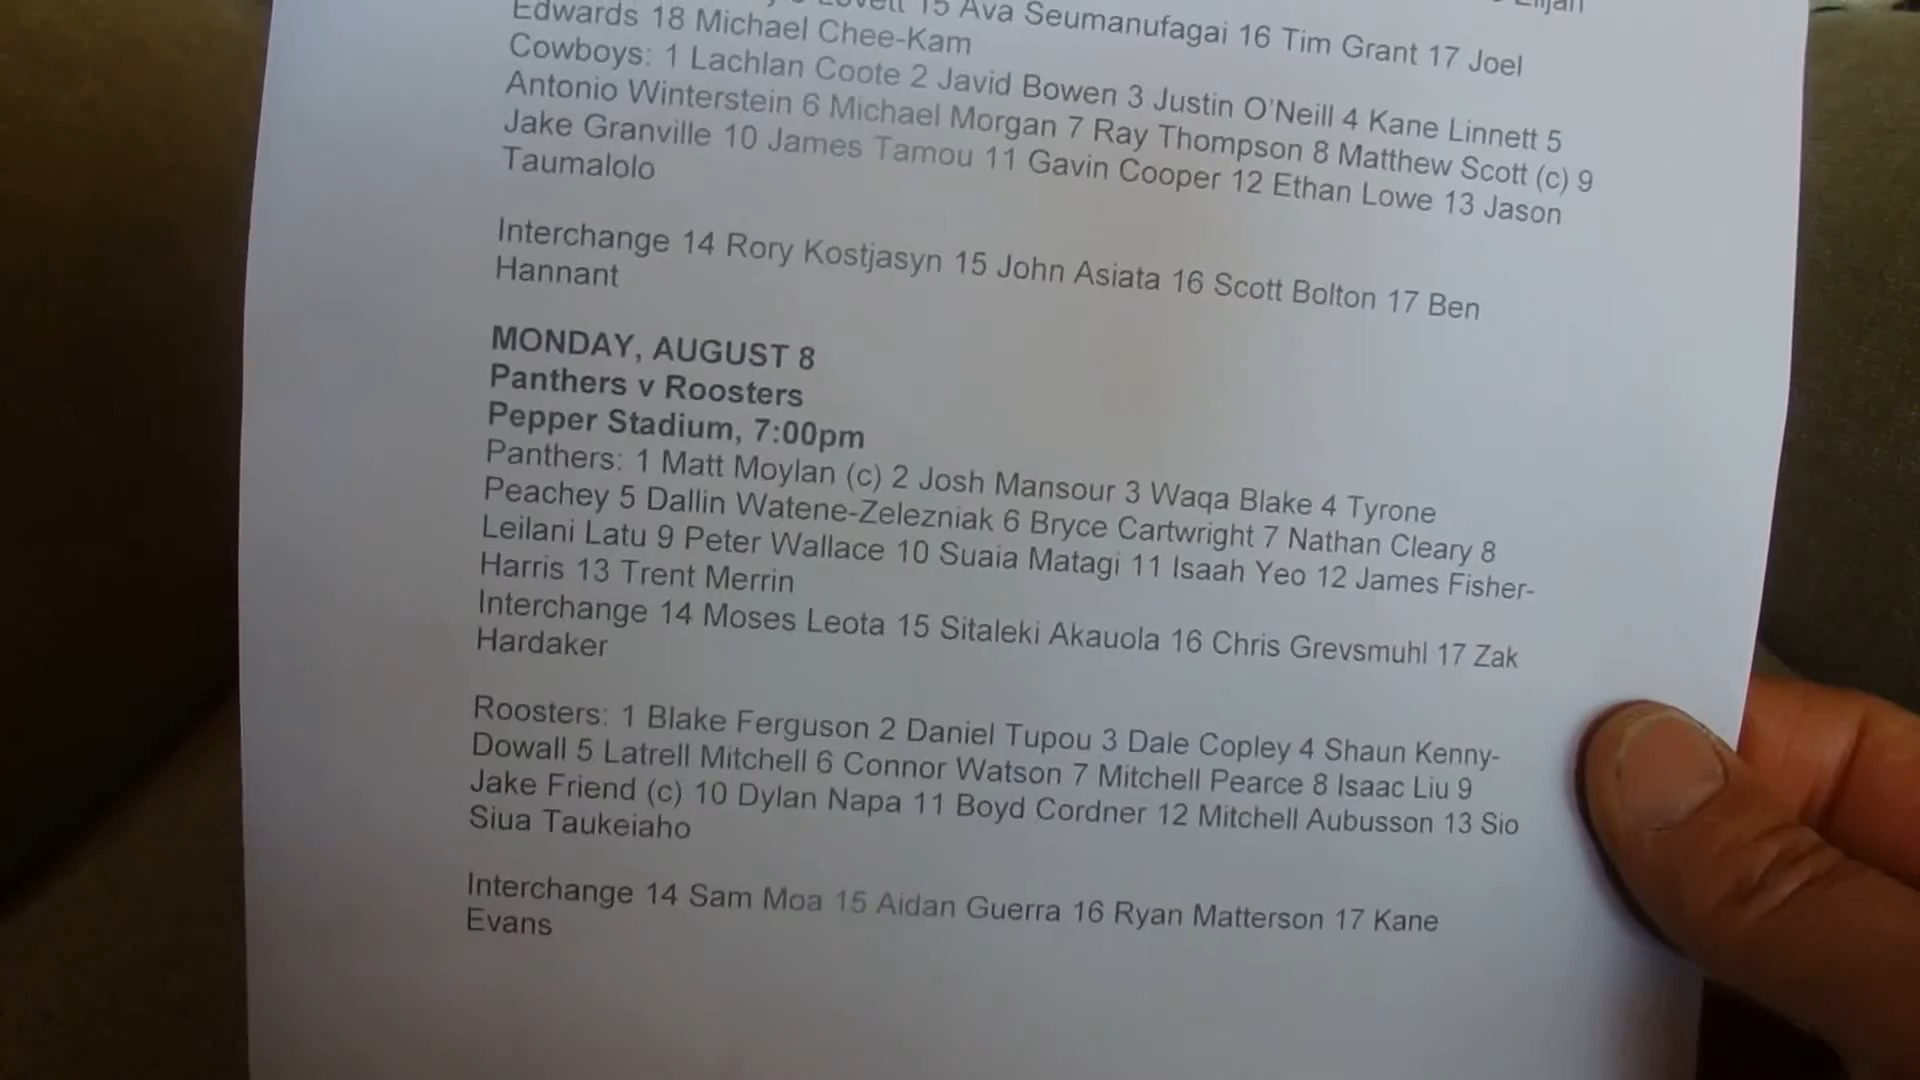 15 Ava Seumanufagai 16 Tim Grant 17 Joel
Edwards 18 Michael Chee-Kam
Cowboys: 1 Lachlan Coote 2 Javid Bowen 3 Justin O'Neill 4 Kane Linnett 5
Antonio Winterstein 6 Michael Morgan 7 Ray Thompson 8 Matthew Scott (c) 9
Jake Granville 10 James Tamou 11 Gavin Cooper 12 Ethan Lowe 13 Jason
Taumalolo
Interchange 14 Rory Kostjasyn 15 John Asiata 16 Scott Bolton 17 Ben
Hannant
MONDAY, AUGUST 8
Panthers v Roosters
Pepper Stadium, 7:00pm
Panthers: 1 Matt Moylan (c) 2 Josh Mansour 3 Waqa Blake 4 Tyrone
Peachey 5 Dallin Watene-Zelezniak 6 Bryce Cartwright 7 Nathan Cleary 8
Leilani Latu 9 Peter Wallace 10 Suaia Matagi 11 Isaah Yeo 12 James Fisher-
Harris 13 Trent Merrin
Interchange 14 Moses Leota 15 Sitaleki Akauola 16 Chris Grevsmuhl 17 Zak
Hardaker
Roosters: 1 Blake Ferguson 2 Daniel Tupou 3 Dale Copley 4 Shaun Kenny-
Dowall 5 Latrell Mitchell 6 Connor Watson 7 Mitchell Pearce 8 Isaac Liu 9
Jake Friend (c) 10 Dylan Napa 11 Boyd Cordner 12 Mitchell Aubusson 13 Sio
Siua Taukeiaho
Interchange 14 Sam Moa 15 Aidan Guerra 16 Ryan Matterson 17 Kane
Evans